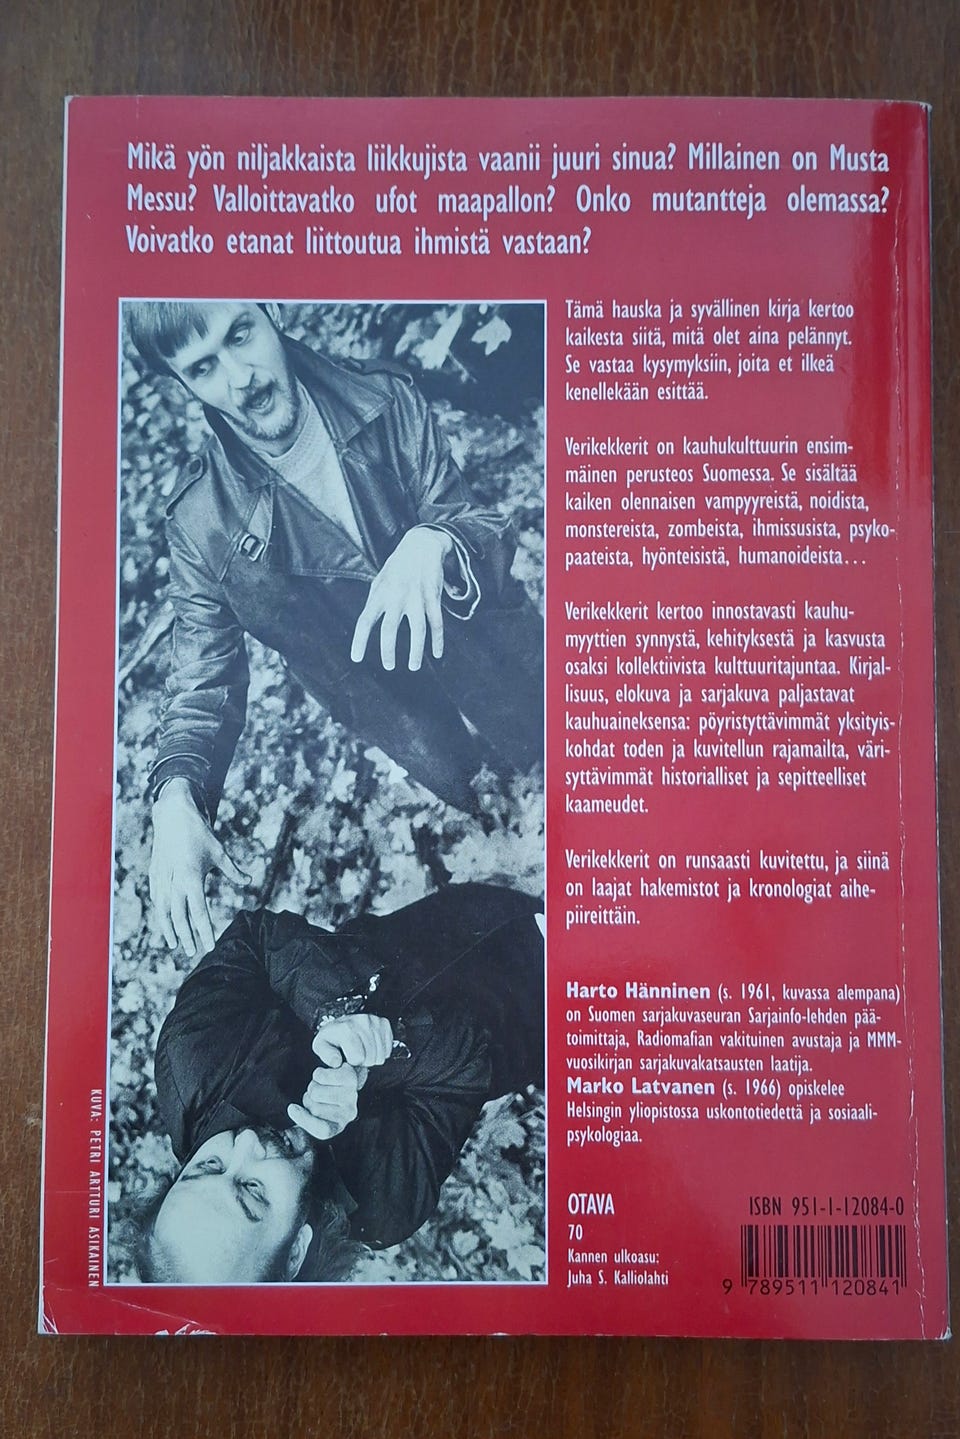 Mikä yön niljakkaista liikkujista vaanii juuri sinua? Millainen on Musta
Messu? Valloittavatko ufot maapallon? Onko mutantteja olemassa?
Voivatko etanat liittoutua ihmistä vastaan?
Tämä hauska ja syvällinen kirja kertoo
kaikesta siitä, mitä olet aina pelännyt.
Se vastaa kysymyksiin, joita et ilkeä
kenellekään esittää.
Verikekkerit on kauhukulttuurin ensim-
mäinen perusteos Suomessa. Se sisältää
kaiken olennaisen vampyyreistä, noidista,
monstereista, zombeista, ihmissusista, psyko-
paateista, hyönteisistä, humanoideista...
Verikekkerit kertoo innostavasti kauhu-
myyttien synnystä, kehityksestä ja kasvusta
osaksi kollektiivista kulttuuritajuntaa. Kirjal-
lisuus, elokuva ja sarjakuva paljastavat
kauhuaineksensa: pöyristyttävimmät yksityis-
kohdat toden ja kuvitellun rajamailta, väri-
syttävimmät historialliset ja sepitteelliset
kaameudet.
Verikekkerit on runsaasti kuvitettu, ja siinä
on laajat hakemistot ja kronologiat aihe-
piireittäin.
Harto Hänninen (s. 1961, kuvassa alempana)
on Suomen sarjakuvaseuran Sarjainfo-lehden pää-
toimittaja, Radiomafian vakituinen avustaja ja MMM-
vuosikirjan sarjakuvakatsausten laatija.
Marko Latvanen (s. 1966) opiskelee
Helsingin yliopistossa uskontotiedettä ja sosiaali-
psykologiaa.
KUVA: PETRI ARTTURI ASIKAINEN
OTAVA
70
Kannen ulkoasu:
Juha S. Kalliolahti
ISBN 951-1-12084-0
9 789511 120841